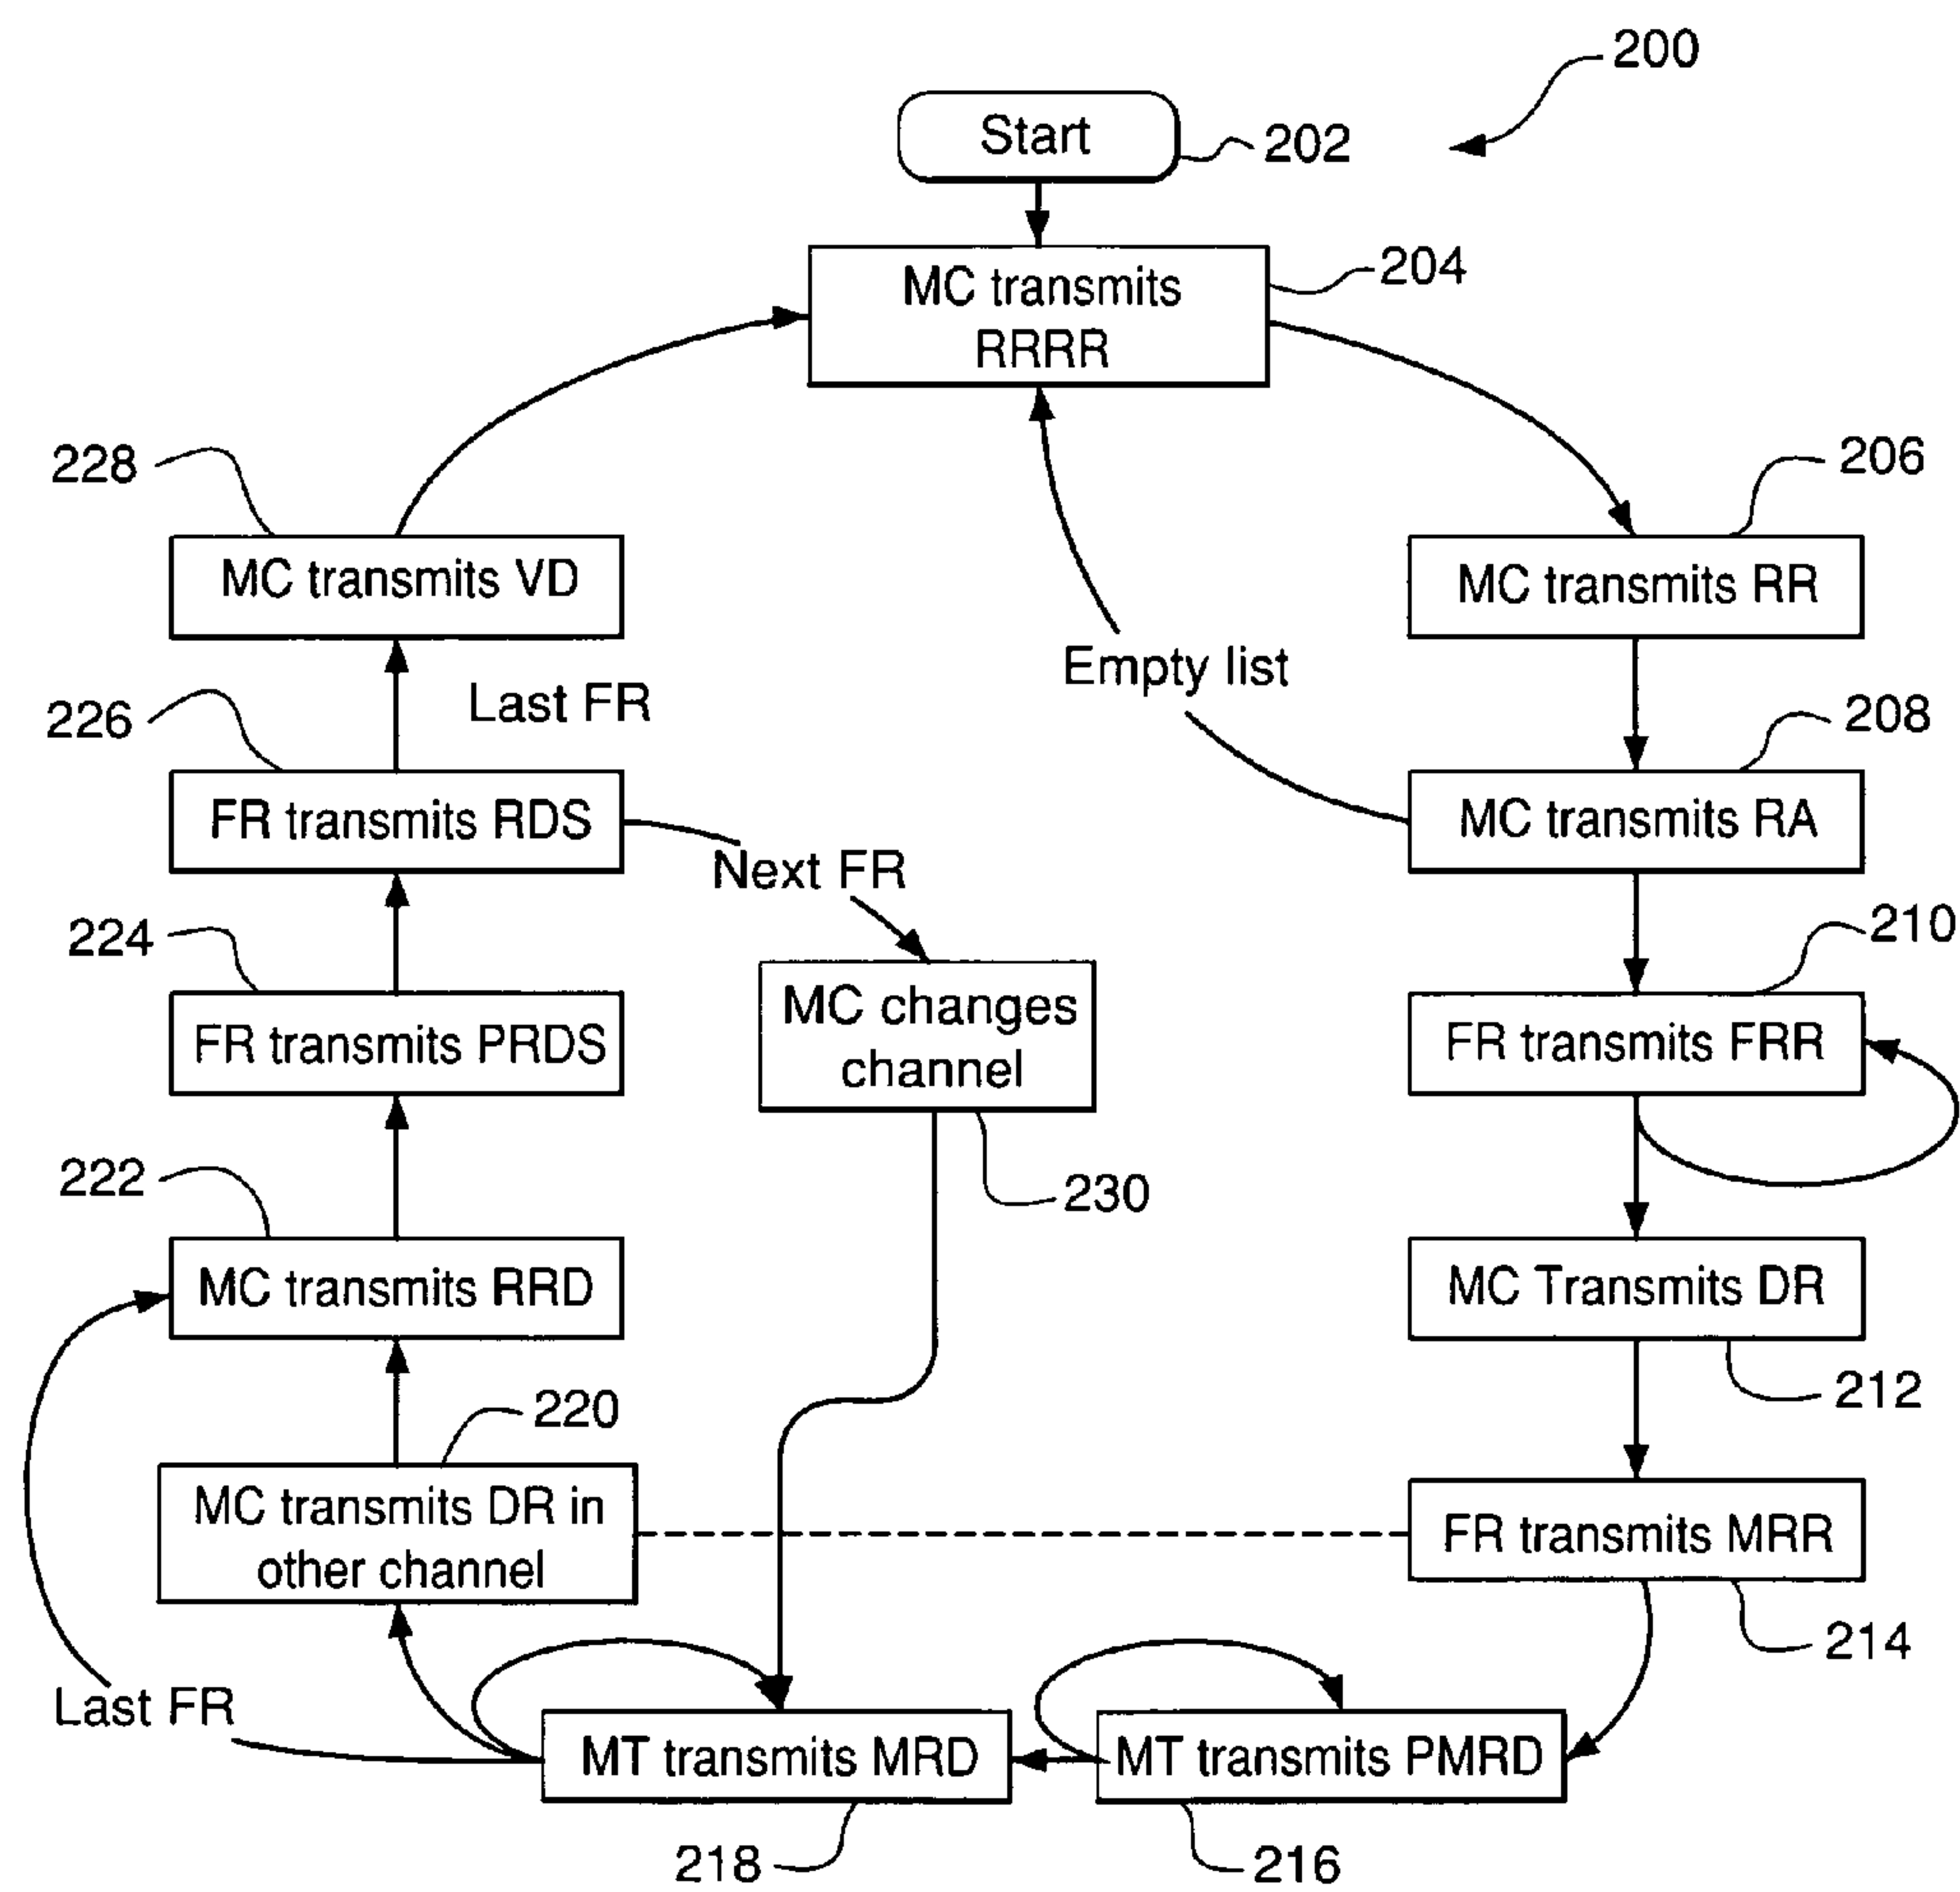 200
Start
202
MC transmits
RRRR
204
228
206
MC transmits VD
MC transmits RR
Empty list
226
Last FR
208
FR transmits RDS
MC transmits RA
Next FR
224
210
FR transmits PRDS
MC changes
channel
FR transmits FRR
222
230
MC transmits RRD
MC Transmits DR
220
212
MC transmits DR in
other channel
FR transmits MRR
214
Last FR
MT transmits MRD
MT transmits PMRD
218
216